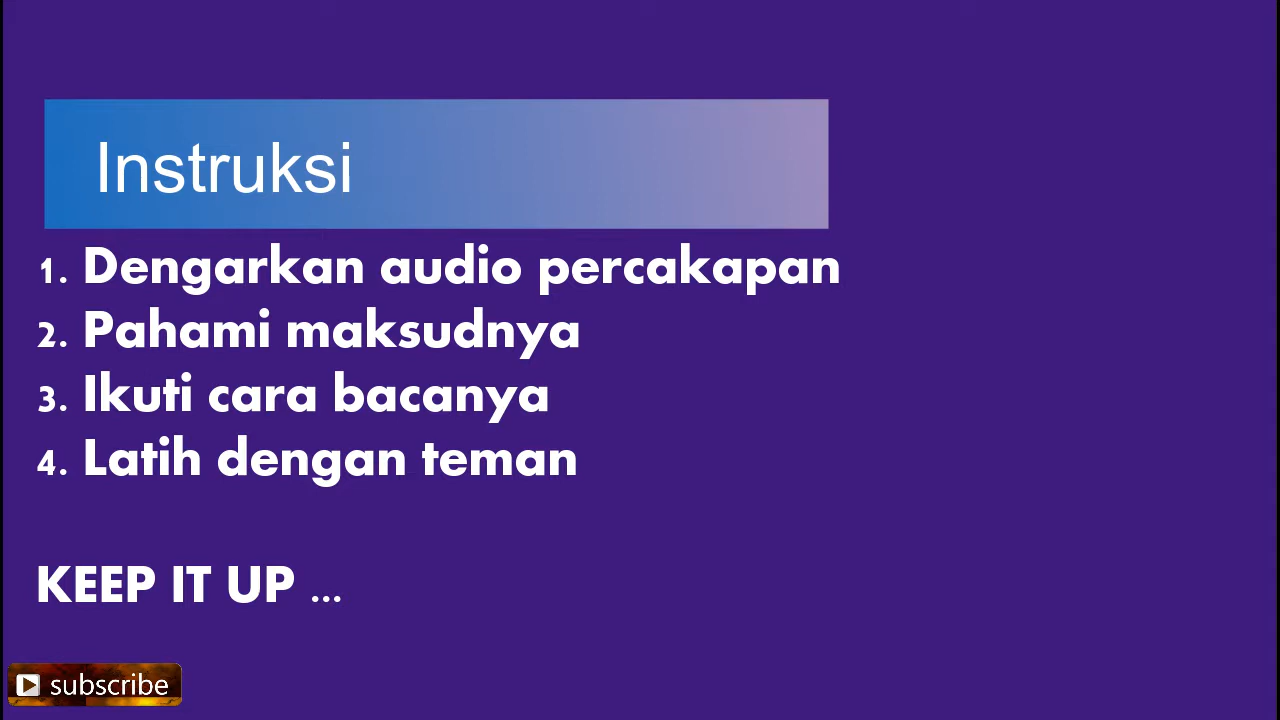 Instruksi
1. Dengarkan audio percakapan
2. Pahami maksudnya
3. Ikuti cara bacanya
4. Latih dengan teman
KEEP IT UP ...
subscribe